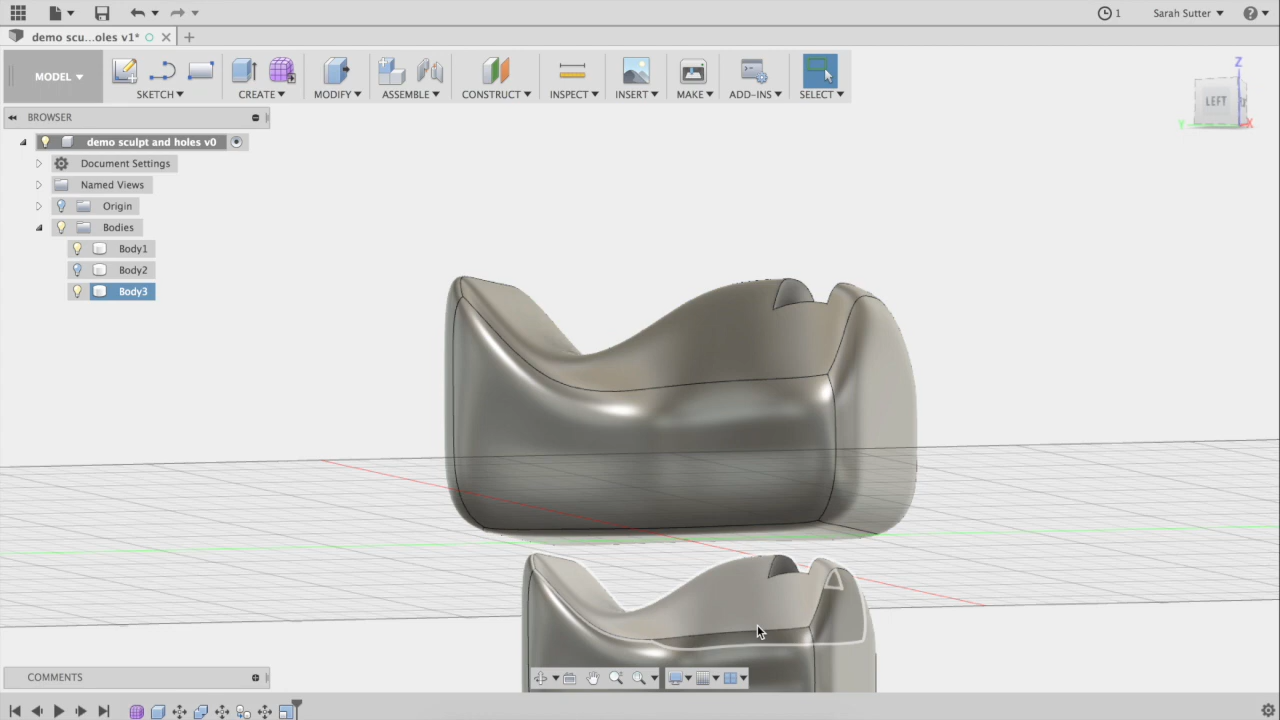 1
Sarah Sutter
demo scu...oles v1*
MODEL
SKETCH
CREATE
MODIFY
ASSEMBLE
CONSTRUCT
INSPECT
INSERT
MAKE
ADD-INS
SELECT
Z
LEFT
Y
X
BROWSER
demo sculpt and holes v0
Document Settings
Named Views
Origin
Bodies
Body1
Body2
Body3
COMMENTS